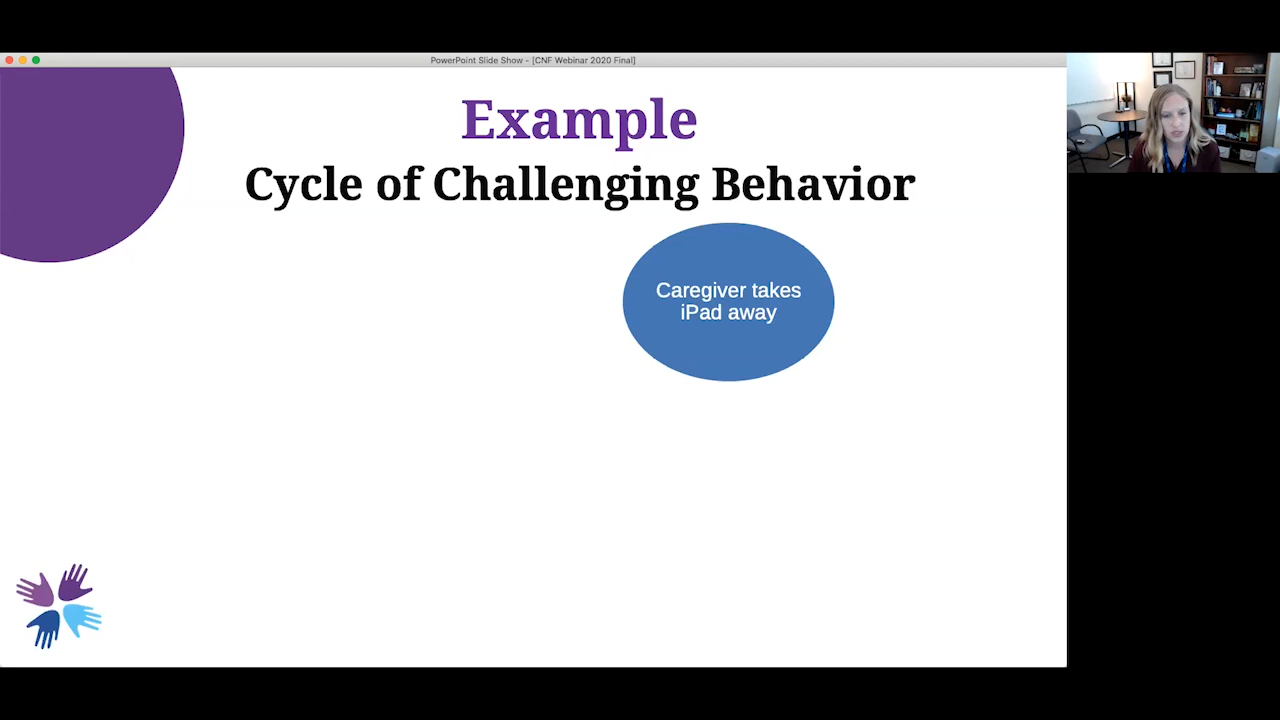 PowerPoint Slide Show - [CNF Webinar 2020 Final]
Example
Cycle of Challenging Behavior
Caregiver takes
iPad away